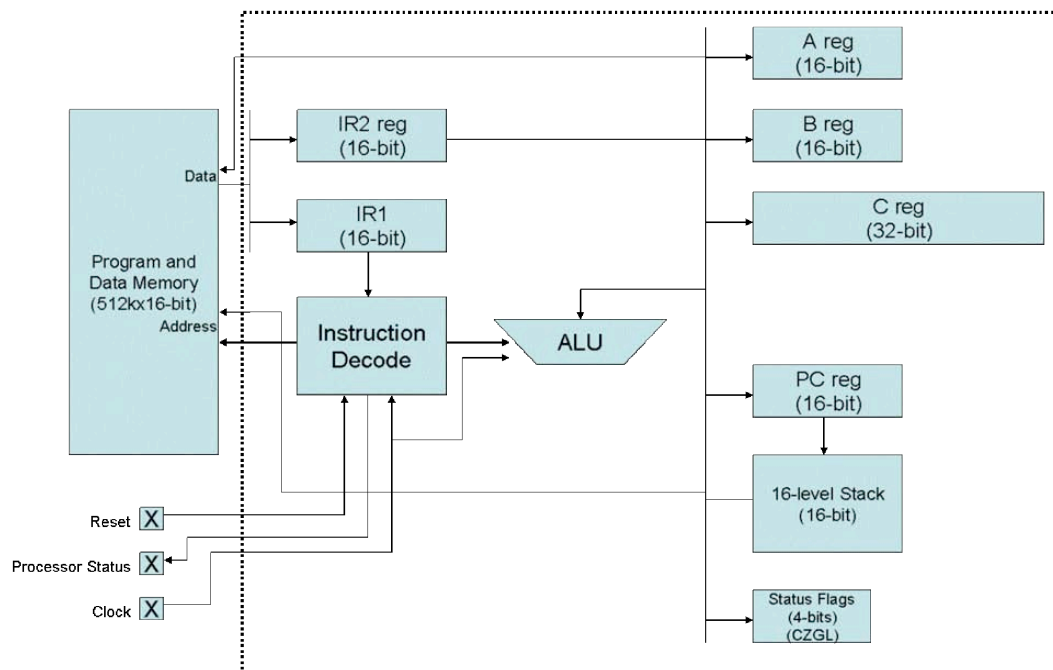 A reg
(16-bit)
IR2 reg
(16-bit)
B reg
(16-bit)
Data
IR1
(16-bit)
C reg
(32-bit)
Program and
Data Memory
(512kx16-bit)
Address
Instruction
Decode
ALU
PC reg
(16-bit)
16-level Stack
(16-bit)
Reset X
Processor Status X
Clock X
Status Flags
(4-bits)
(CZGL)